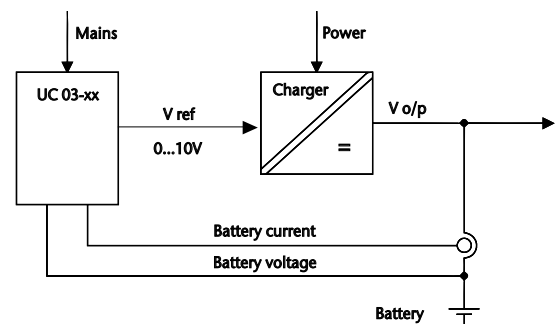 Mains
Power
UC 03-xx
Charger
V ref
V o/p
0...10V
=
Battery current
Battery voltage
Battery